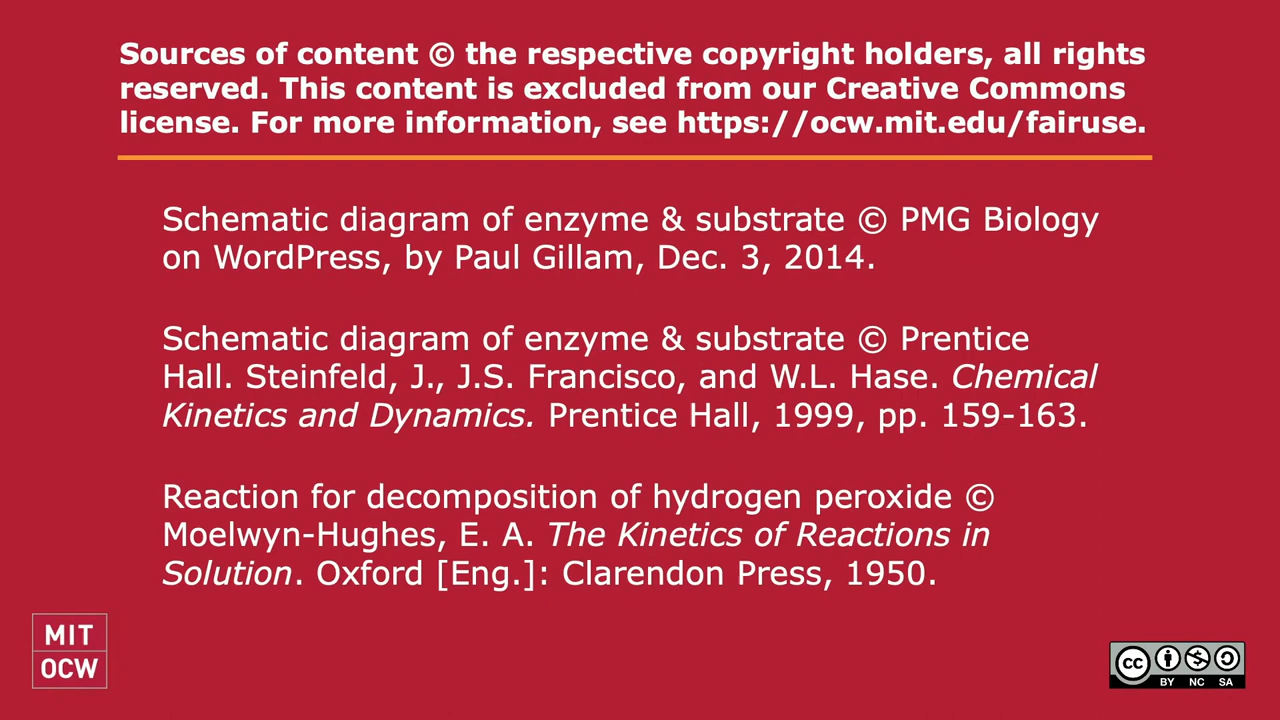 Sources of content © the respective copyright holders, all rights
reserved. This content is excluded from our Creative Commons
license. For more information, see https://ocw.mit.edu/fairuse.
Schematic diagram of enzyme & substrate © PMG Biology
on WordPress, by Paul Gillam, Dec. 3, 2014.
Schematic diagram of enzyme & substrate © Prentice
Hall. Steinfeld, J., J.S. Francisco, and W.L. Hase. Chemical
Kinetics and Dynamics. Prentice Hall, 1999, pp. 159-163.
Reaction for decomposition of hydrogen peroxide ©
Moelwyn-Hughes, E. A. The Kinetics of Reactions in
Solution. Oxford [Eng.]: Clarendon Press, 1950.
MIT
OCW
cc
BY NC SA